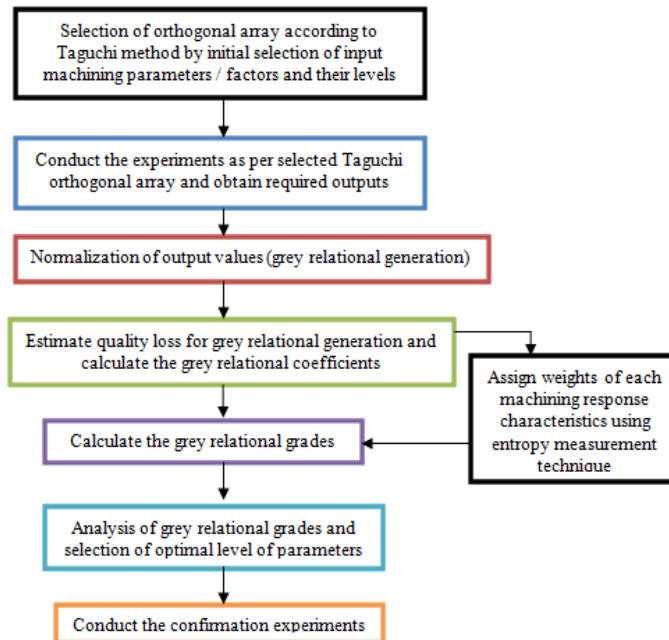 Selection of orthogonal array according to
Taguchi method by initial selection of input
machining parameters / factors and their levels
Conduct the experiments as per selected Taguchi
orthogonal array and obtain required outputs
Normalization of output values (grey relational generation)
Estimate quality loss for grey relational generation and
calculate the grey relational coefficients
Assign weights of each
machining response
characteristics using
entropy measurement
technique
Calculate the grey relational grades
Analysis of grey relational grades and
selection of optimal level of parameters
Conduct the confirmation experiments